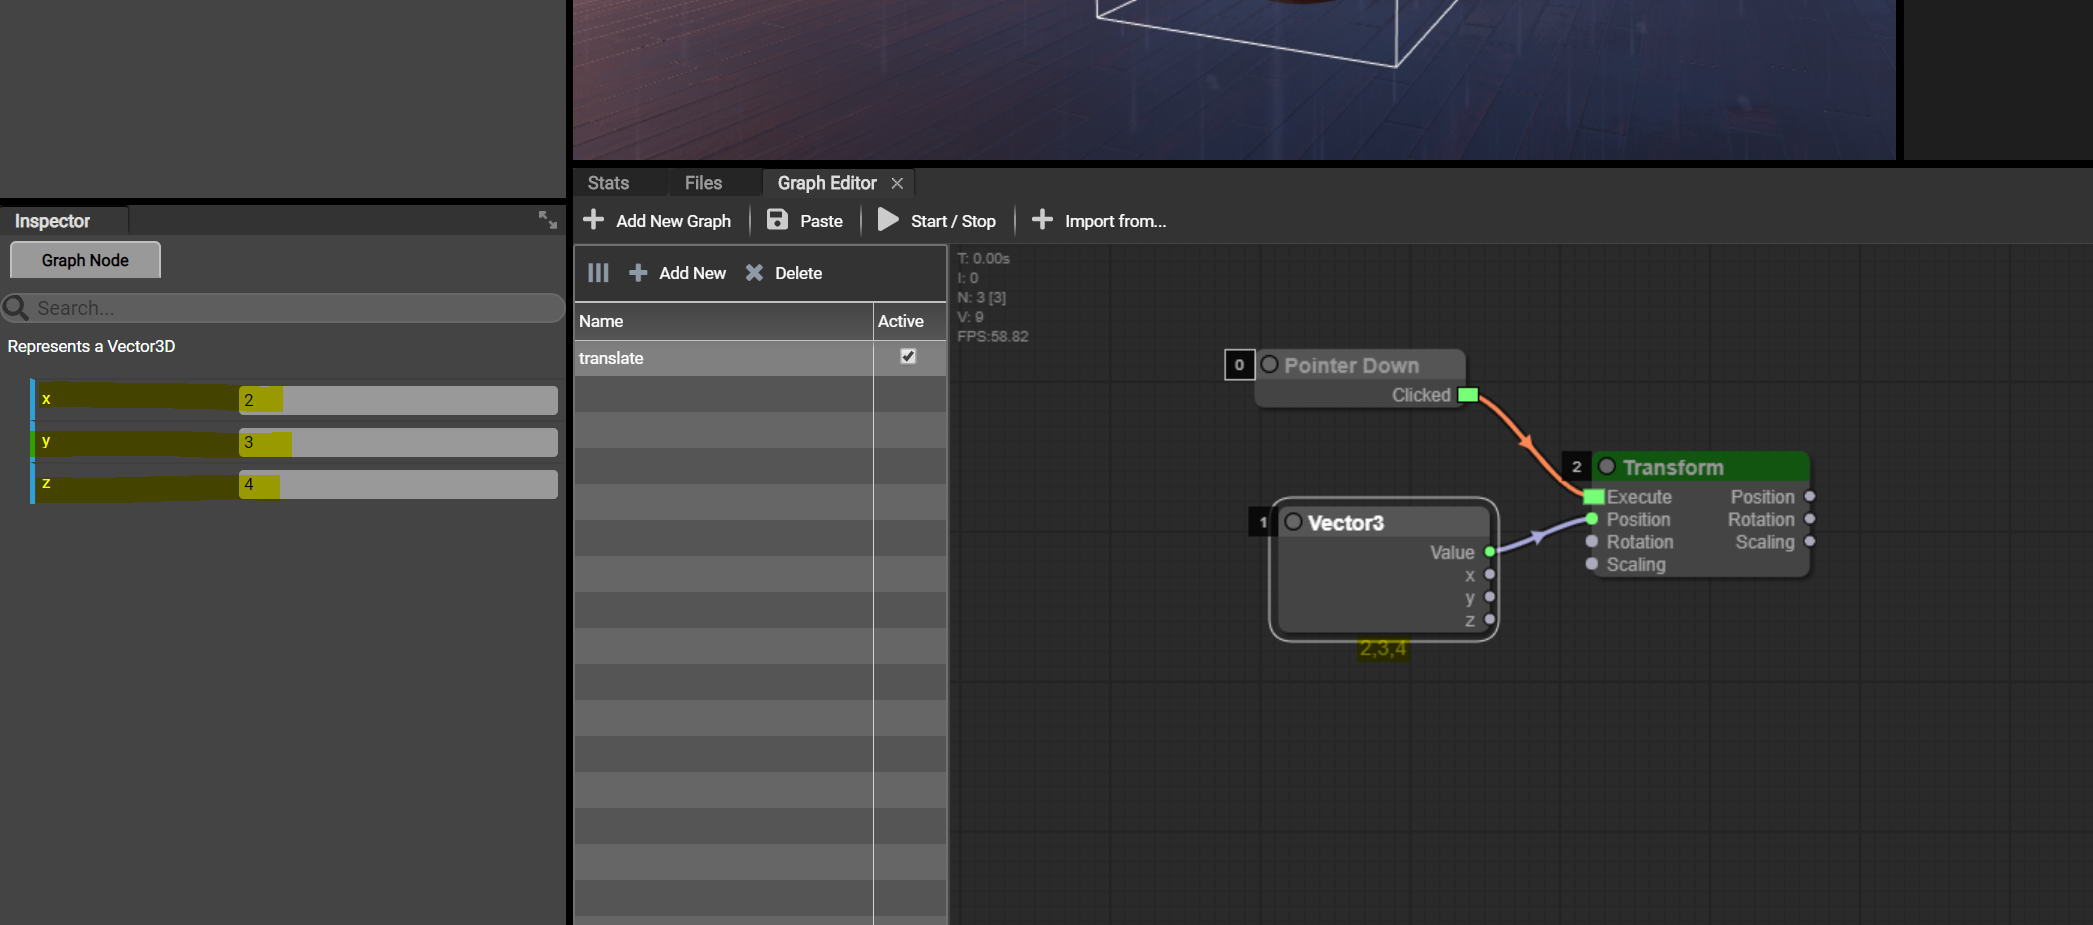 Inspector
Graph Node
Search...
Represents a Vector3D
x 2
y 3
z 4
Stats Files Graph Editor
Add New Graph Paste Start / Stop Import from...
Add New Delete
Name Active
translate
T: 0.00s
I: 0
N: 3 [3]
V: 9
FPS:58.82
0 Pointer Down
Clicked
1 Vector3
Value
x
y
z
2,3,4
2 Transform
Execute Position
Position Rotation
Rotation Scaling
Scaling